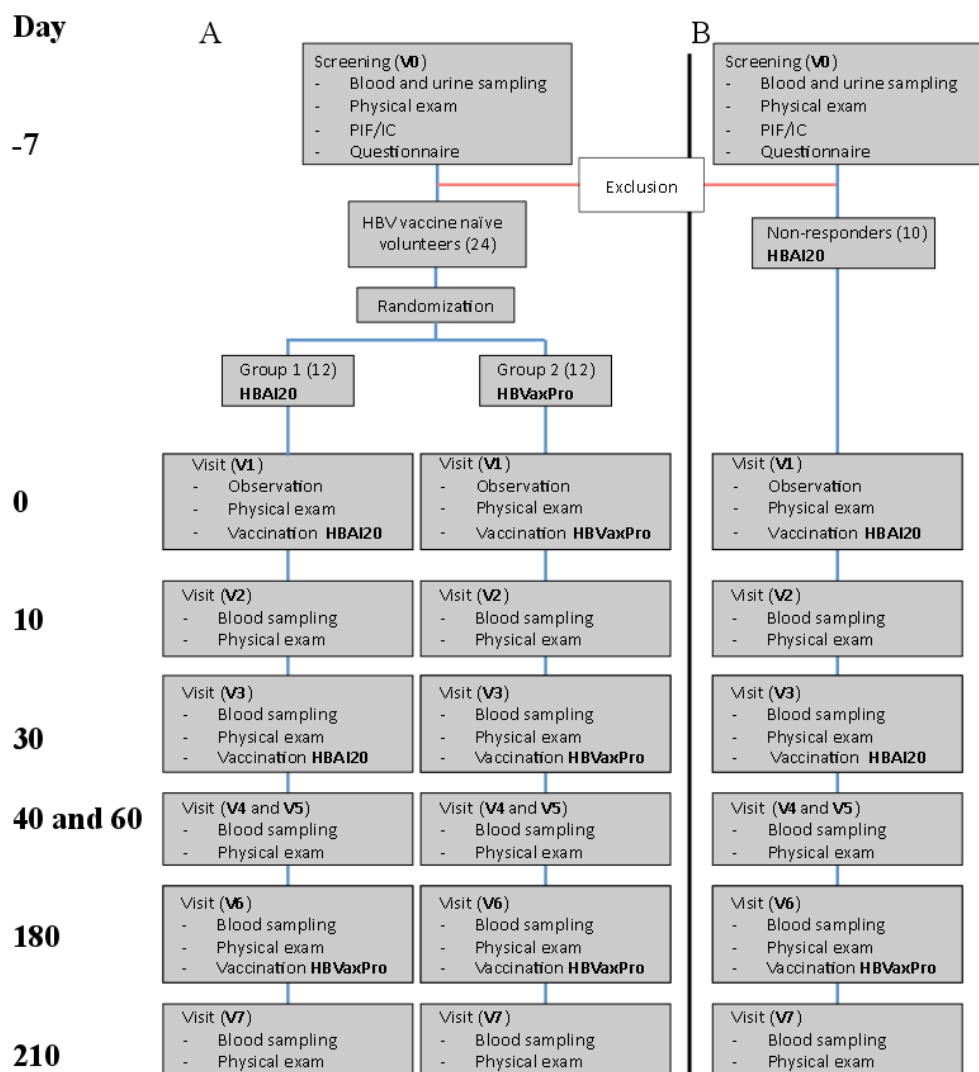 Day
A
B
-7
Screening (V0)
- Blood and urine sampling
- Physical exam
- PIF/IC
- Questionnaire
Screening (V0)
- Blood and urine sampling
- Physical exam
- PIF/IC
- Questionnaire
Exclusion
HBV vaccine naïve
volunteers (24)
Non-responders (10)
HBAI20
Randomization
Group 1 (12)
HBAI20
Group 2 (12)
HBVaxPro
0
Visit (V1)
- Observation
- Physical exam
- Vaccination HBAI20
Visit (V1)
- Observation
- Physical exam
- Vaccination HBVaxPro
Visit (V1)
- Observation
- Physical exam
- Vaccination HBAI20
10
Visit (V2)
- Blood sampling
- Physical exam
Visit (V2)
- Blood sampling
- Physical exam
Visit (V2)
- Blood sampling
- Physical exam
30
Visit (V3)
- Blood sampling
- Physical exam
- Vaccination HBAI20
Visit (V3)
- Blood sampling
- Physical exam
- Vaccination HBVaxPro
Visit (V3)
- Blood sampling
- Physical exam
- Vaccination HBAI20
40 and 60
Visit (V4 and V5)
- Blood sampling
- Physical exam
Visit (V4 and V5)
- Blood sampling
- Physical exam
Visit (V4 and V5)
- Blood sampling
- Physical exam
180
Visit (V6)
- Blood sampling
- Physical exam
- Vaccination HBVaxPro
Visit (V6)
- Blood sampling
- Physical exam
- Vaccination HBVaxPro
Visit (V6)
- Blood sampling
- Physical exam
- Vaccination HBVaxPro
210
Visit (V7)
- Blood sampling
- Physical exam
Visit (V7)
- Blood sampling
- Physical exam
Visit (V7)
- Blood sampling
- Physical exam